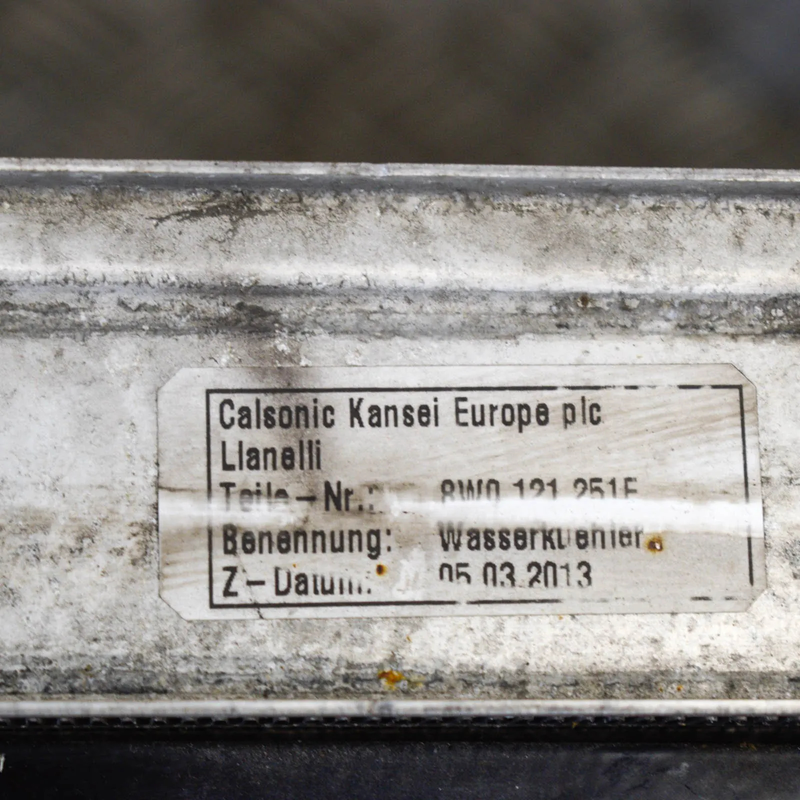 Calsonic Kansei Europe plc
Llanelli
Teile-Nr.: 8W0 121 251F
Benennung: Wasserkuehler
Z-Datum: 05.03.2013